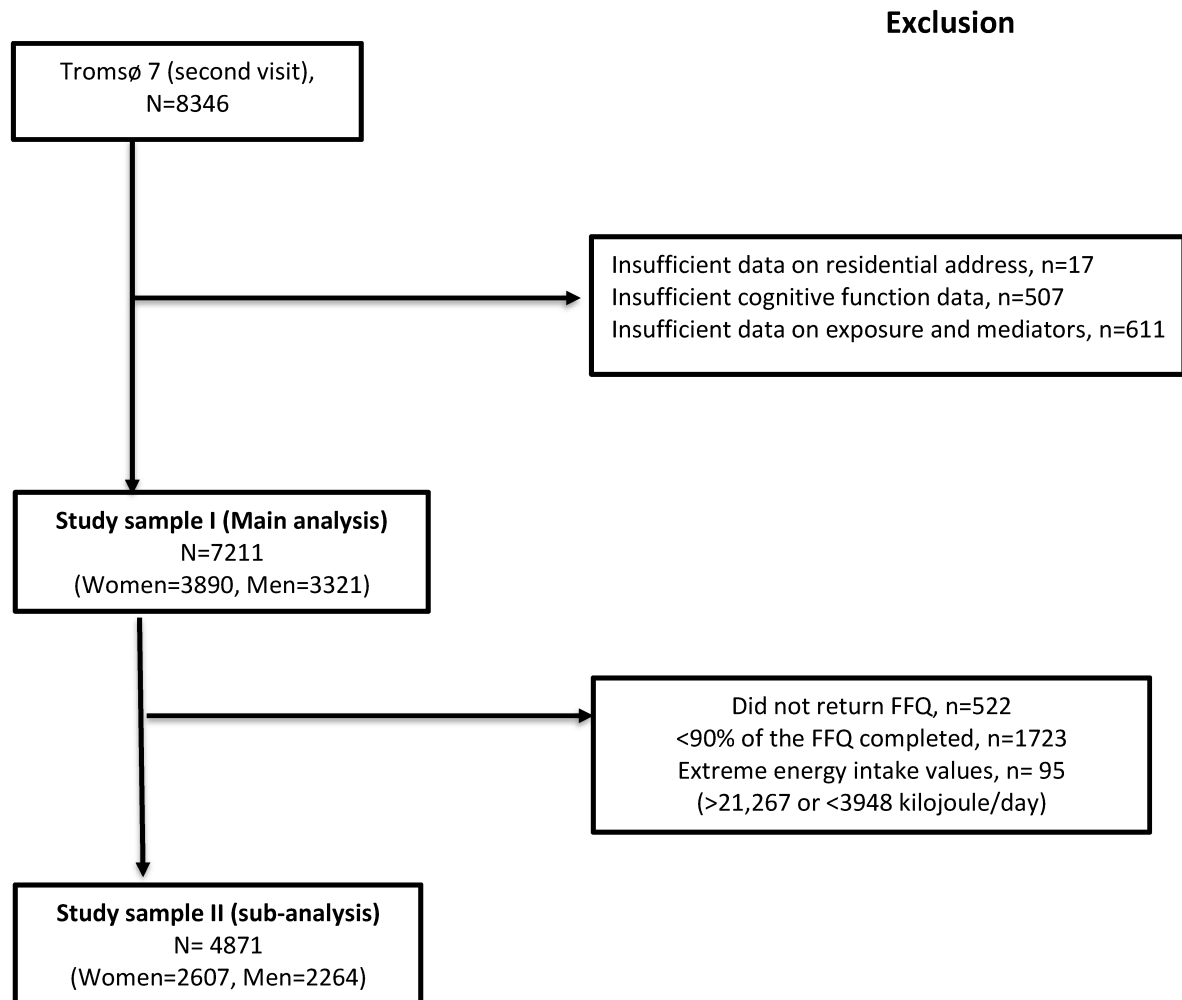 Exclusion
Tromsø 7 (second visit),
N=8346
Insufficient data on residential address, n=17
Insufficient cognitive function data, n=507
Insufficient data on exposure and mediators, n=611
Study sample I (Main analysis)
N=7211
(Women=3890, Men=3321)
Did not return FFQ, n=522
<90% of the FFQ completed, n=1723
Extreme energy intake values, n= 95
(>21,267 or <3948 kilojoule/day)
Study sample II (sub-analysis)
N= 4871
(Women=2607, Men=2264)